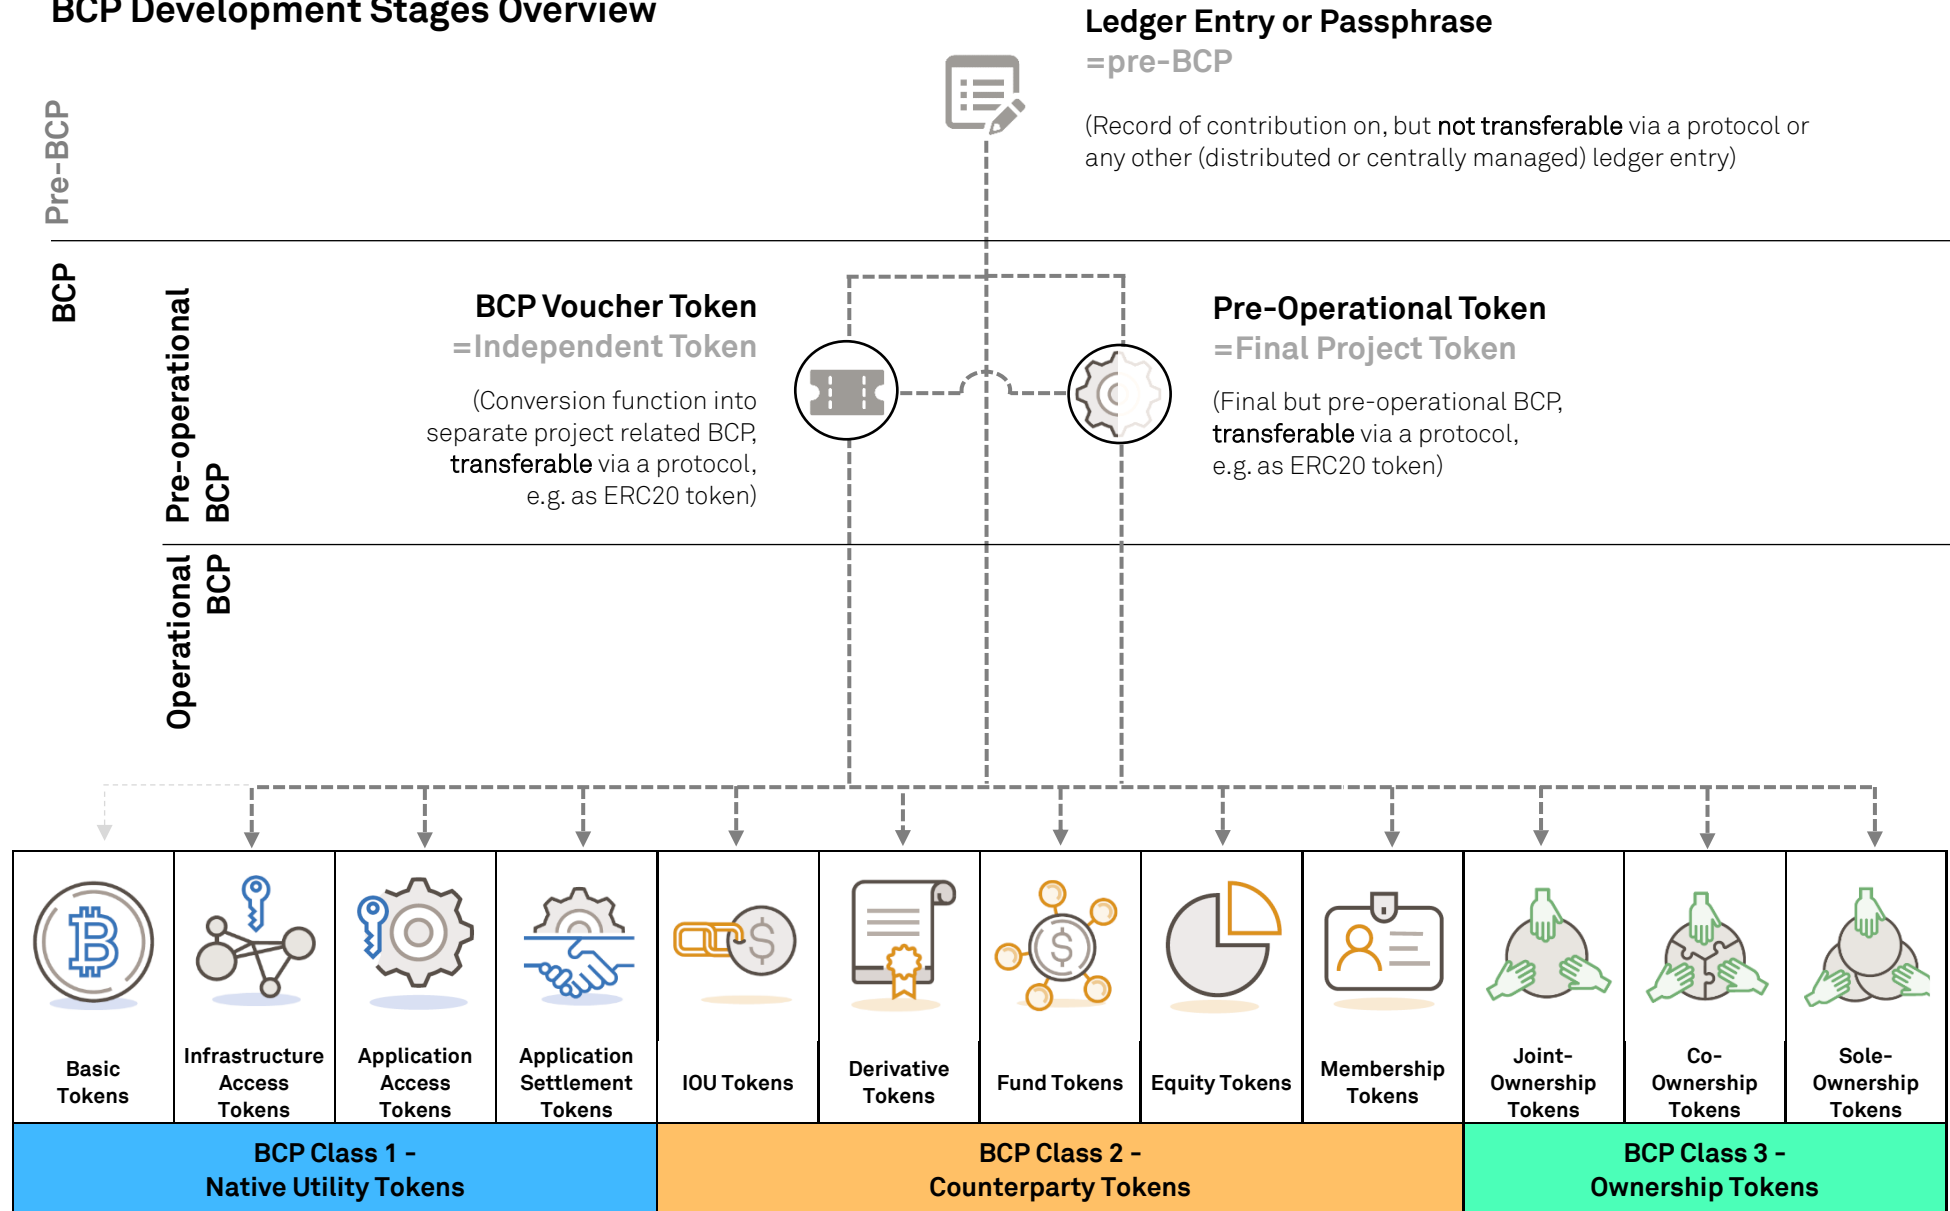 BCP Development Stages Overview
Ledger Entry or Passphrase
=pre-BCP
(Record of contribution on, but not transferable via a protocol or
any other (distributed or centrally managed) ledger entry)
Pre-BCP
BCP
Pre-operational
BCP
BCP Voucher Token
=Independent Token
(Conversion function into
separate project related BCP,
transferable via a protocol,
e.g. as ERC20 token)
Pre-Operational Token
=Final Project Token
(Final but pre-operational BCP,
transferable via a protocol,
e.g. as ERC20 token)
Operational
BCP
Basic
Tokens
Infrastructure
Access
Tokens
Application
Access
Tokens
Application
Settlement
Tokens
IOU Tokens
Derivative
Tokens
Fund Tokens
Equity Tokens
Membership
Tokens
Joint-
Ownership
Tokens
Co-
Ownership
Tokens
Sole-
Ownership
Tokens
BCP Class 1 -
Native Utility Tokens
BCP Class 2 -
Counterparty Tokens
BCP Class 3 -
Ownership Tokens